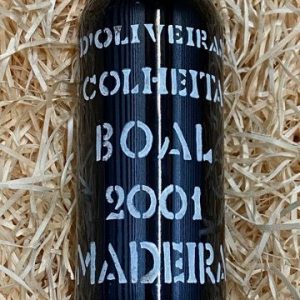 D'OLIVEIRAS
COLHEITA
BOAL
2001
MADEIRA